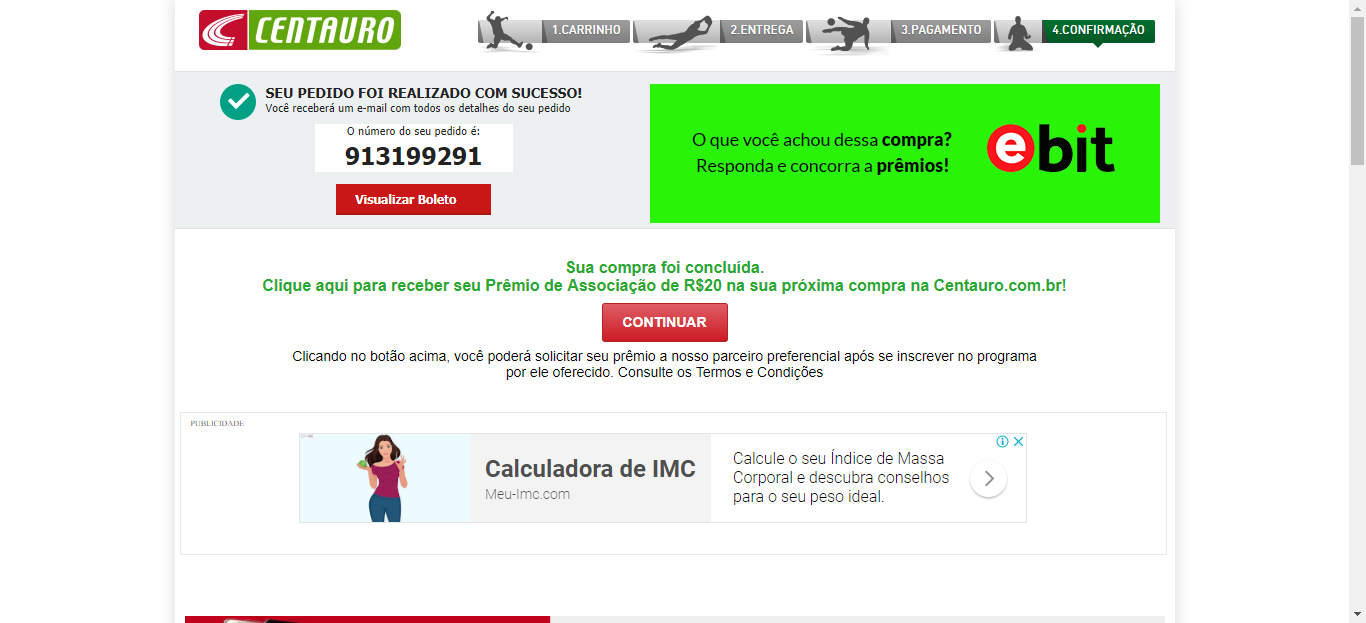 CENTAURO
1.CARRINHO
2.ENTREGA
3.PAGAMENTO
4.CONFIRMAÇÃO
SEU PEDIDO FOI REALIZADO COM SUCESSO!
Você receberá um e-mail com todos os detalhes do seu pedido
O número do seu pedido é:
913199291
Visualizar Boleto
O que você achou dessa compra?
Responda e concorra a prêmios!
ebit
Sua compra foi concluída.
Clique aqui para receber seu Prêmio de Associação de R$20 na sua próxima compra na Centauro.com.br!
CONTINUAR
Clicando no botão acima, você poderá solicitar seu prêmio a nosso parceiro preferencial após se inscrever no programa
por ele oferecido. Consulte os Termos e Condições
PUBLICIDADE
Calculadora de IMC
Meu-Imc.com
Calcule o seu Índice de Massa
Corporal e descubra conselhos
para o seu peso ideal.